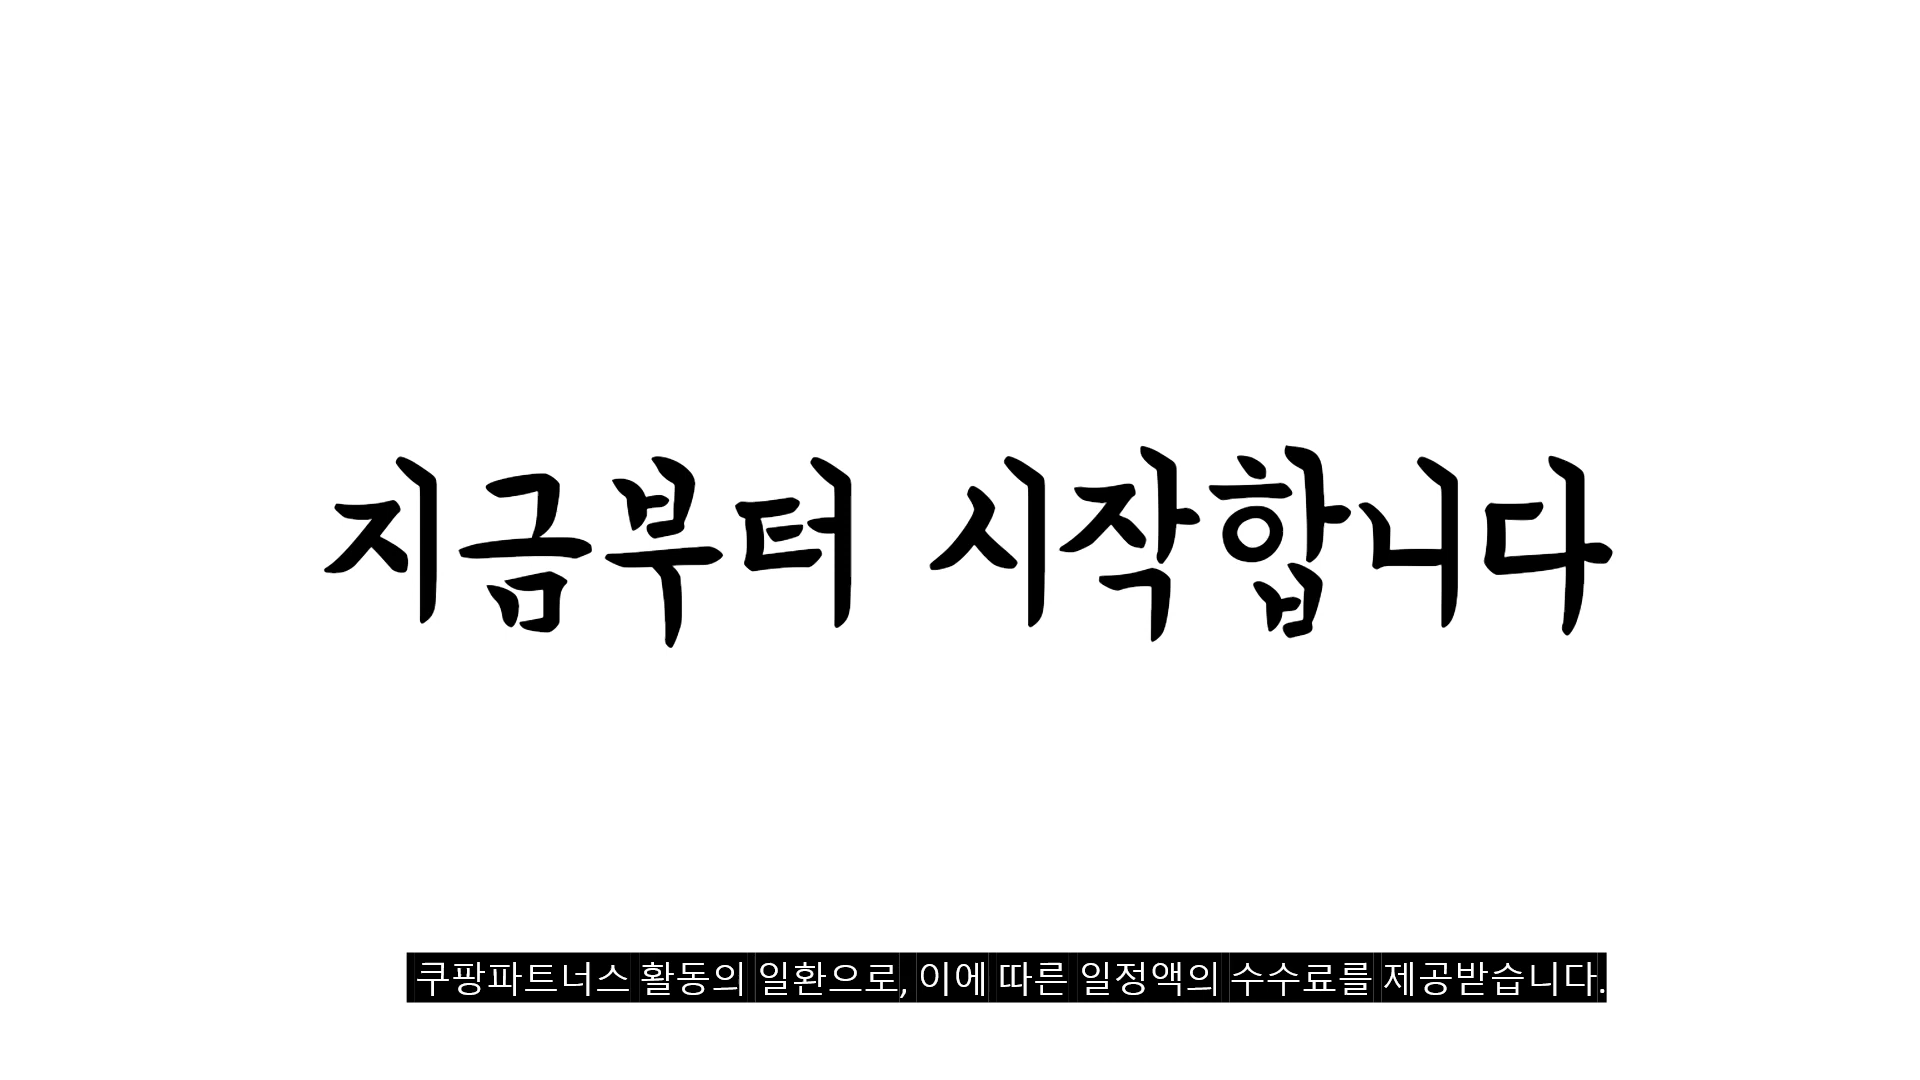 지금부터 시작합니다
쿠팡파트너스 활동의 일환으로, 이에 따른 일정액의 수수료를 제공받습니다.